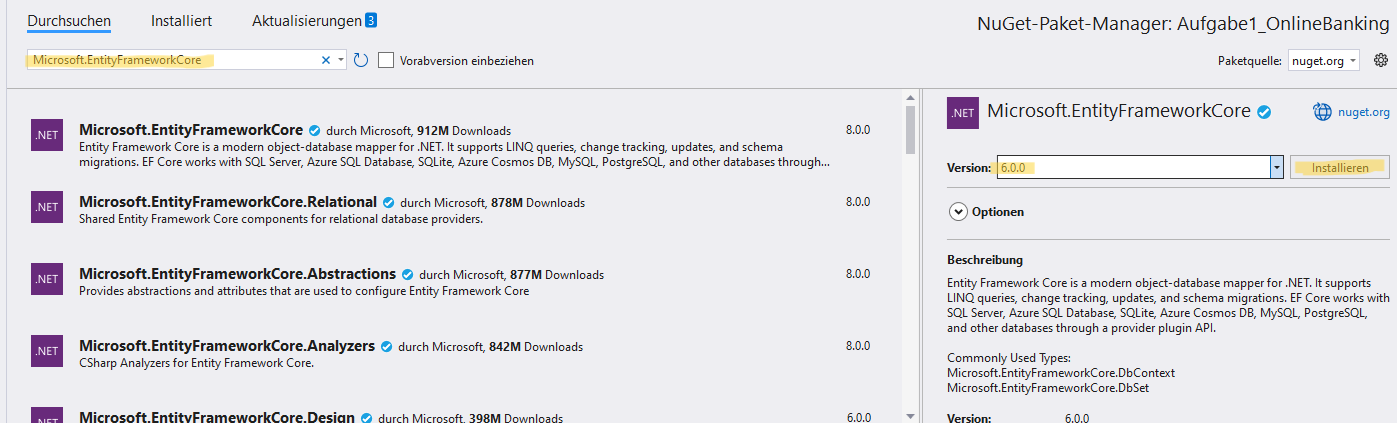 Durchsuchen Installiert Aktualisierungen 3
NuGet-Paket-Manager: Aufgabe1_OnlineBanking
Microsoft.EntityFrameworkCore Vorabversion einbeziehen
Paketquelle: nuget.org
.NET
Microsoft.EntityFrameworkCore durch Microsoft, 912M Downloads 8.0.0
Entity Framework Core is a modern object-database mapper for .NET. It supports LINQ queries, change tracking, updates, and schema
migrations. EF Core works with SQL Server, Azure SQL Database, SQLite, Azure Cosmos DB, MySQL, PostgreSQL, and other databases through...
.NET
Microsoft.EntityFrameworkCore.Relational durch Microsoft, 878M Downloads 8.0.0
Shared Entity Framework Core components for relational database providers.
.NET
Microsoft.EntityFrameworkCore.Abstractions durch Microsoft, 877M Downloads 8.0.0
Provides abstractions and attributes that are used to configure Entity Framework Core
.NET
Microsoft.EntityFrameworkCore.Analyzers durch Microsoft, 842M Downloads 8.0.0
CSharp Analyzers for Entity Framework Core.
.NET
Microsoft.EntityFrameworkCore.Design durch Microsoft, 398M Downloads 6.0.0
.NET
Microsoft.EntityFrameworkCore nuget.org
Version: 6.0.0 Installieren
Optionen
Beschreibung
Entity Framework Core is a modern object-database mapper for .NET. It supports
LINQ queries, change tracking, updates, and schema migrations. EF Core works with
SQL Server, Azure SQL Database, SQLite, Azure Cosmos DB, MySQL, PostgreSQL,
and other databases through a provider plugin API.
Commonly Used Types:
Microsoft.EntityFrameworkCore.DbContext
Microsoft.EntityFrameworkCore.DbSet
Version: 6.0.0